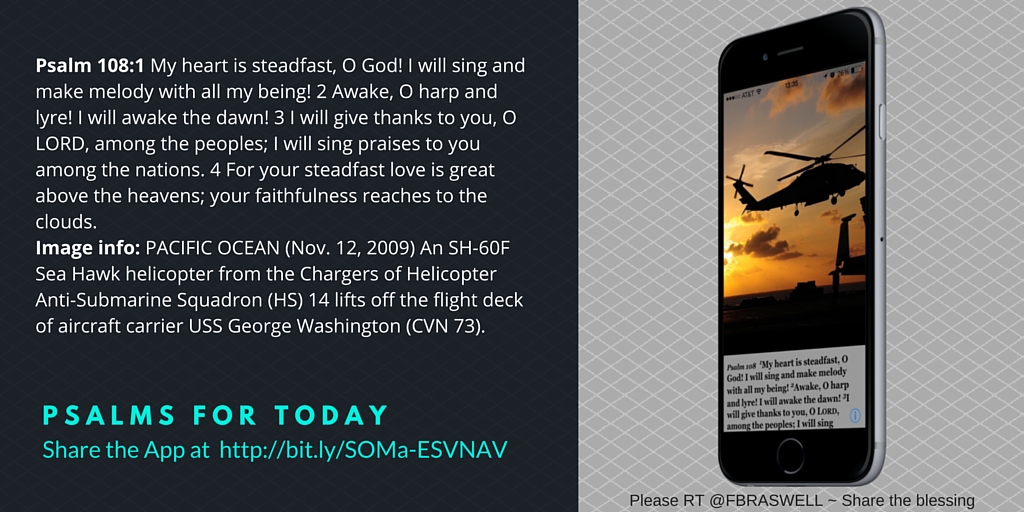 Psalm 108:1 My heart is steadfast, O God! I will sing and
make melody with all my being! 2 Awake, O harp and
lyre! I will awake the dawn! 3 I will give thanks to you, O
LORD, among the peoples; I will sing praises to you
among the nations. 4 For your steadfast love is great
above the heavens; your faithfulness reaches to the
clouds.
Image info: PACIFIC OCEAN (Nov. 12, 2009) An SH-60F
Sea Hawk helicopter from the Chargers of Helicopter
Anti-Submarine Squadron (HS) 14 lifts off the flight deck
of aircraft carrier USS George Washington (CVN 73).
PSALMS FOR TODAY
Share the App at http://bit.ly/SOMa-ESVNAV
AT&T 13:35 76%
Psalm 108 ¹My heart is steadfast, O
God! I will sing and make melody
with all my being! ²Awake, O harp
and lyre! I will awake the dawn! ³I
will give thanks to you, O LORD,
among the peoples; I will sing
Please RT @FBRASWELL ~ Share the blessing